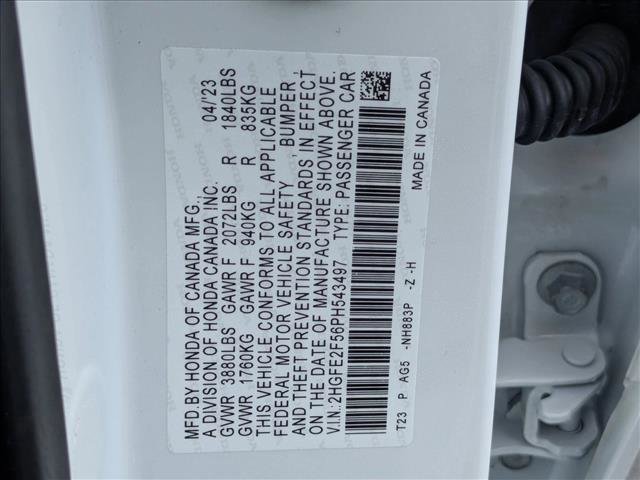 MFD.BY HONDA OF CANADA MFG.,
A DIVISION OF HONDA CANADA INC. 04/'23
GVWR 3880LBS GAWR F 2072LBS R 1840LBS
GVWR 1760KG GAWR F 940KG R 835KG
THIS VEHICLE CONFORMS TO ALL APPLICABLE
FEDERAL MOTOR VEHICLE SAFETY BUMPER,
AND THEFT PREVENTION STANDARDS IN EFFECT
ON THE DATE OF MANUFACTURE SHOWN ABOVE.
V.I.N.:2HGFE2F56PH543497 TYPE: PASSENGER CAR
T23 P AG5 -NH883P -Z -H
MADE IN CANADA